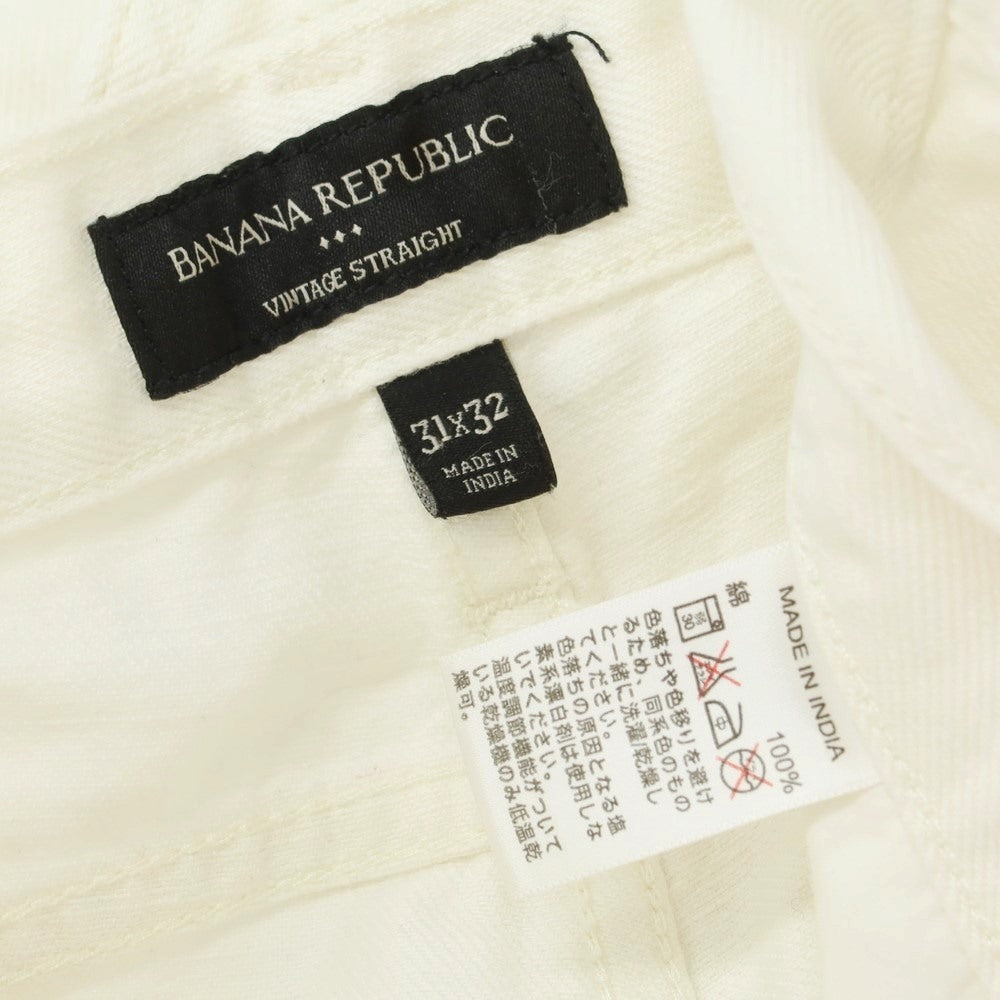 BANANA REPUBLIC
VINTAGE STRAIGHT
31x32
MADE IN
INDIA
MADE IN INDIA
綿
100%
30
色落ちや色移りを避け
るため、同系色のもの
と一緒に洗濯/乾燥し
てください。
色落ちの原因となる塩
素系漂白剤は使用しな
いでください。
温度調節機能がついて
いる乾燥機のみ低温乾
燥可。